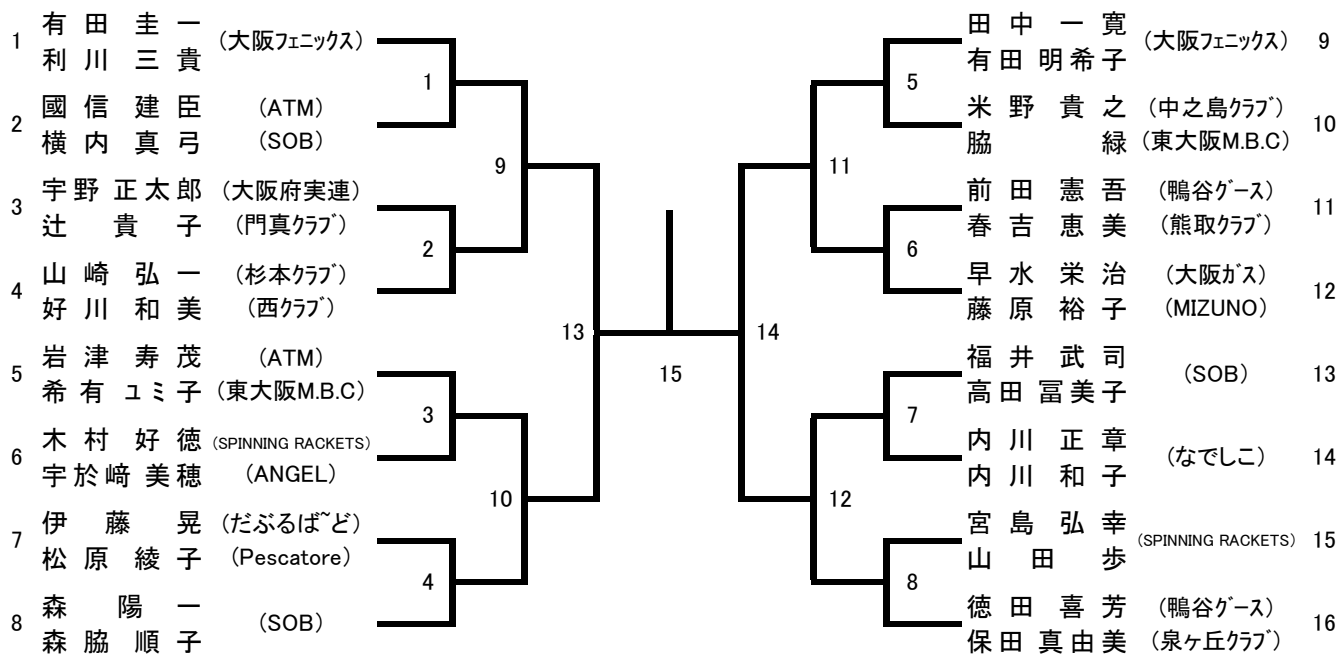 1 有田圭一 (大阪フェニックス)
利川三貴
1
2 國信建臣 (ATM)
横内真弓 (SOB)
9
3 宇野正太郎 (大阪府実連)
辻貴子 (門真クラブ)
2
4 山崎弘一 (杉本クラブ)
好川和美 (西クラブ)
13
5 岩津寿茂 (ATM)
希有ユミ子 (東大阪M.B.C)
3
6 木村好徳 (SPINNING RACKETS)
宇於﨑美穂 (ANGEL)
10
7 伊藤晃 (だぶるば~ど)
松原綾子 (Pescatore)
4
8 森陽一 (SOB)
森脇順子
15
田中一寛 (大阪フェニックス) 9
有田明希子
5
米野貴之 (中之島クラブ) 10
脇緑 (東大阪M.B.C)
11
前田憲吾 (鴨谷グース) 11
春吉恵美 (熊取クラブ)
6
早水栄治 (大阪ガス) 12
藤原裕子 (MIZUNO)
14
福井武司 (SOB) 13
高田冨美子
7
内川正章 (なでしこ) 14
内川和子
12
宮島弘幸 (SPINNING RACKETS) 15
山田歩
8
徳田喜芳 (鴨谷グース) 16
保田真由美 (泉ヶ丘クラブ)